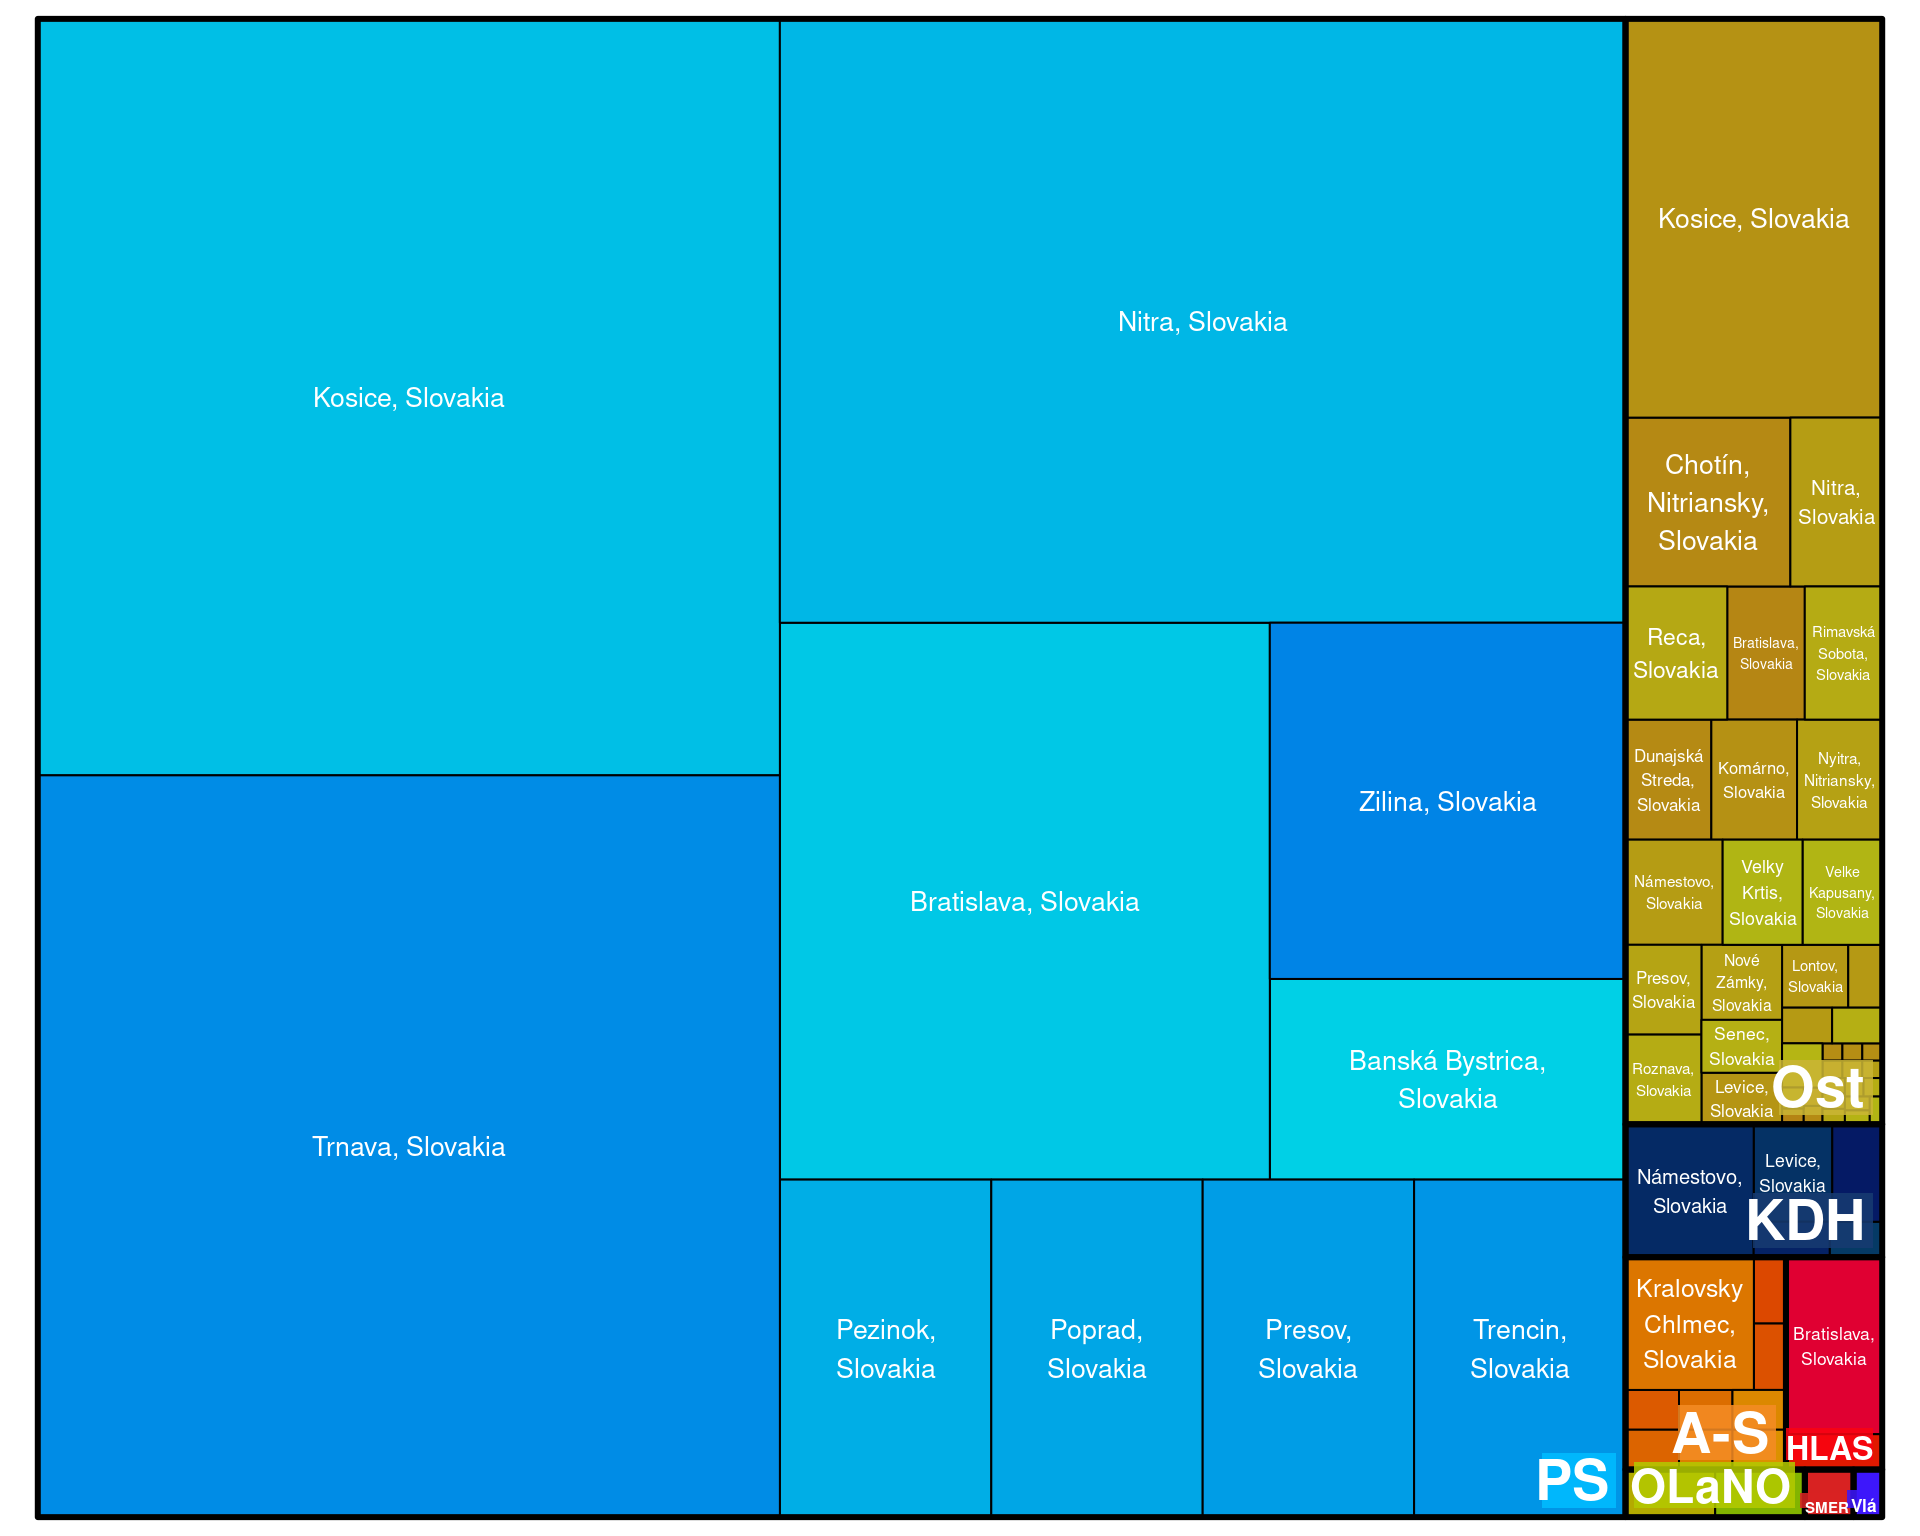 Kosice, Slovakia
Trnava, Slovakia
Nitra, Slovakia
Bratislava, Slovakia
Zilina, Slovakia
Banská Bystrica,
Slovakia
Pezinok,
Slovakia
Poprad,
Slovakia
Presov,
Slovakia
Trencin,
Slovakia
PS
Kosice, Slovakia
Chotín,
Nitriansky,
Slovakia
Nitra,
Slovakia
Reca,
Slovakia
Bratislava,
Slovakia
Rimavská
Sobota,
Slovakia
Dunajská
Streda,
Slovakia
Komárno,
Slovakia
Nyitra,
Nitriansky,
Slovakia
Námestovo,
Slovakia
Velky
Krtis,
Slovakia
Velke
Kapusany,
Slovakia
Presov,
Slovakia
Roznava,
Slovakia
Nové
Zámky,
Slovakia
Senec,
Slovakia
Levice,
Slovakia
Lontov,
Slovakia
Ost
Námestovo,
Slovakia
Levice,
Slovakia
KDH
Kralovsky
Chlmec,
Slovakia
A-S
Bratislava,
Slovakia
HLAS
OLaNO
SMER
Vlá